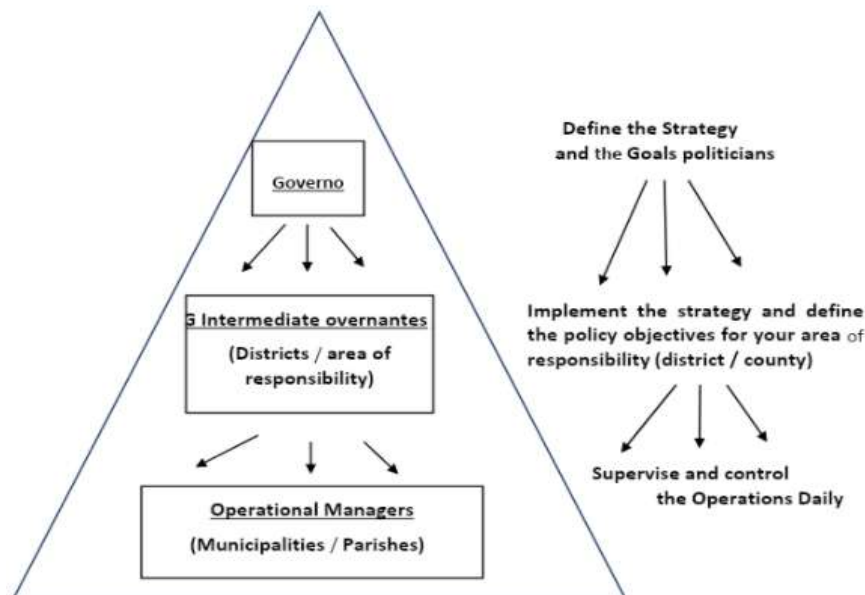 Governo
G Intermediate overnantes
(Districts / area of
responsibility)
Operational Managers
(Municipalities / Parishes)
Define the Strategy
and the Goals politicians
Implement the strategy and define
the policy objectives for your area of
responsibility (district / county)
Supervise and control
the Operations Daily